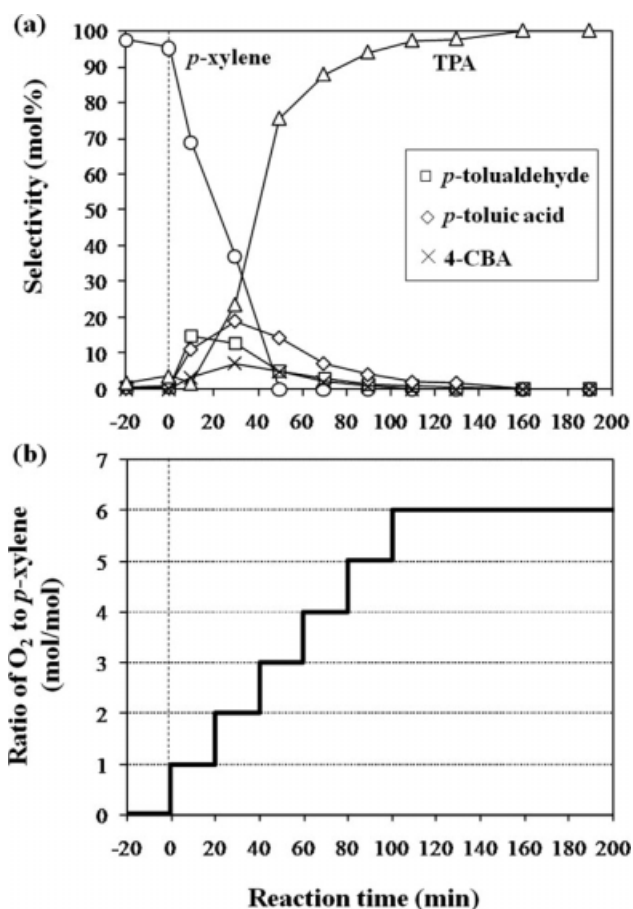 (a)
Selectivity (mol%)
100
90
80
70
60
50
40
30
20
10
0
p-xylene
TPA
p-tolualdehyde
p-toluic acid
4-CBA
-20 0 20 40 60 80 100 120 140 160 180 200
(b)
Ratio of O₂ to p-xylene
(mol/mol)
7
6
5
4
3
2
1
0
-20 0 20 40 60 80 100 120 140 160 180 200
Reaction time (min)